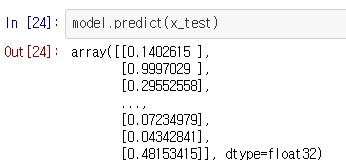 In [24]: model.predict(x_test)
Out[24]: array([[0.1402615 ],
[0.9997029 ],
[0.29552558],
...,
[0.07234979],
[0.04342841],
[0.48153415]], dtype=float32)